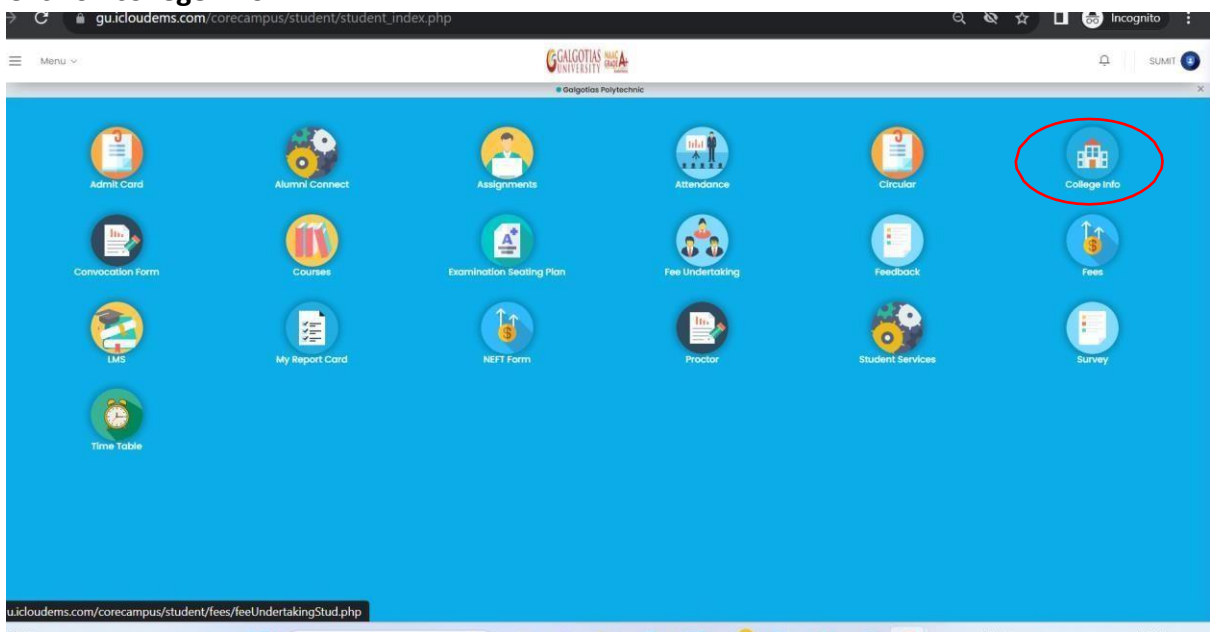 gu.icloudems.com/corecampus/student/student_index.php Incognito
Menu GALGOTIAS UNIVERSITY NAAC GRADE A+ SUMIT
Galgotias Polytechnic
Admit Card Alumni Connect Assignments Attendance Circular College Info
Convocation Form Courses Examination Seating Plan Fee Undertaking Feedback Fees
LMS My Report Card NEFT Form Proctor Student Services Survey
Time Table
u.icloudems.com/corecampus/student/fees/feeUndertakingStud.php